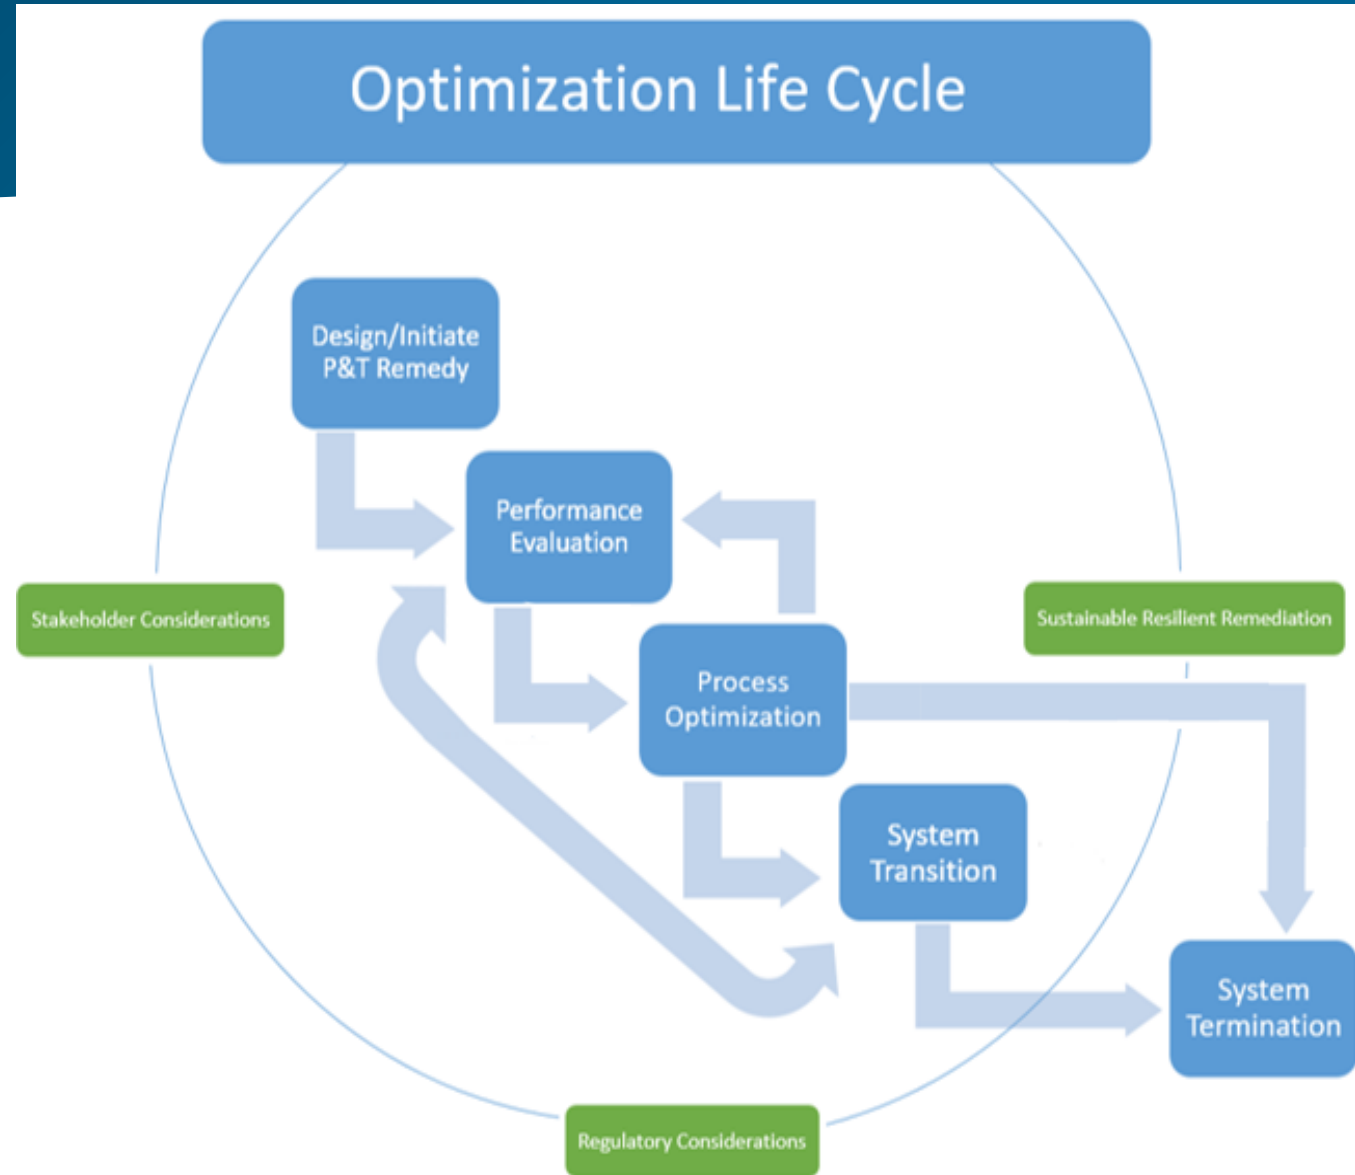 Optimization Life Cycle
Design/Initiate
P&T Remedy
Performance
Evaluation
Stakeholder Considerations
Sustainable Resilient Remediation
Process
Optimization
System
Transition
System
Termination
Regulatory Considerations